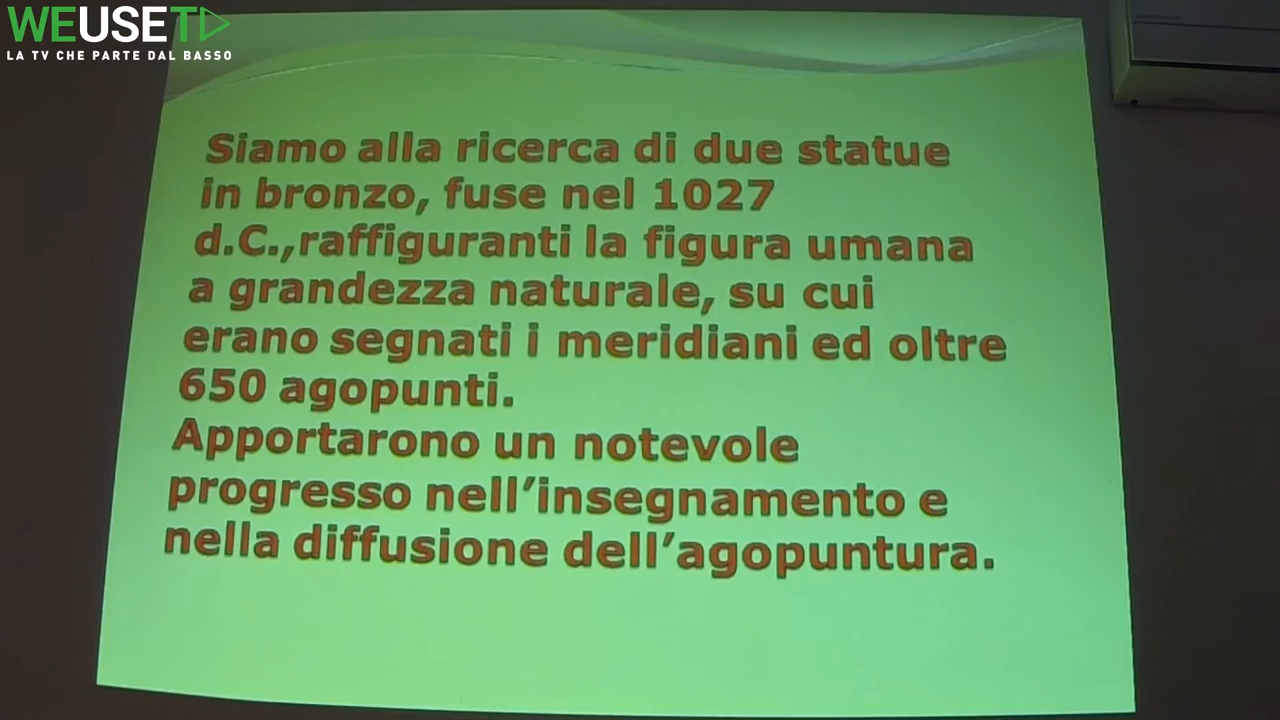 WEUSETV
LA TV CHE PARTE DAL BASSO
Siamo alla ricerca di due statue
in bronzo, fuse nel 1027
d.C.,raffiguranti la figura umana
a grandezza naturale, su cui
erano segnati i meridiani ed oltre
650 agopunti.
Apportarono un notevole
progresso nell’insegnamento e
nella diffusione dell’agopuntura.